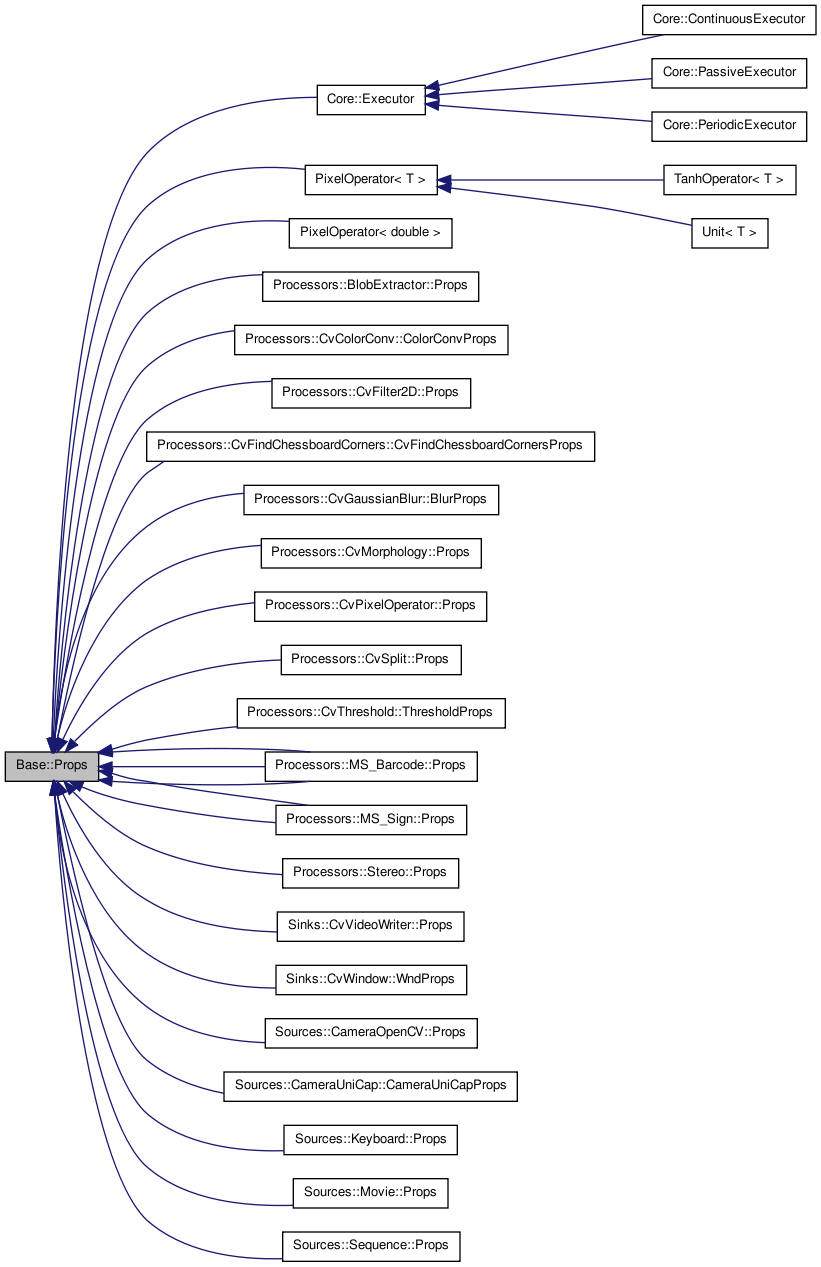 Core::ContinuousExecutor
Core::PassiveExecutor
Core::Executor
Core::PeriodicExecutor
PixelOperator< T >
TanhOperator< T >
PixelOperator< double >
Unit< T >
Processors::BlobExtractor::Props
Processors::CvColorConv::ColorConvProps
Processors::CvFilter2D::Props
Processors::CvFindChessboardCorners::CvFindChessboardCornersProps
Processors::CvGaussianBlur::BlurProps
Processors::CvMorphology::Props
Processors::CvPixelOperator::Props
Processors::CvSplit::Props
Processors::CvThreshold::ThresholdProps
Base::Props
Processors::MS_Barcode::Props
Processors::MS_Sign::Props
Processors::Stereo::Props
Sinks::CvVideoWriter::Props
Sinks::CvWindow::WndProps
Sources::CameraOpenCV::Props
Sources::CameraUniCap::CameraUniCapProps
Sources::Keyboard::Props
Sources::Movie::Props
Sources::Sequence::Props